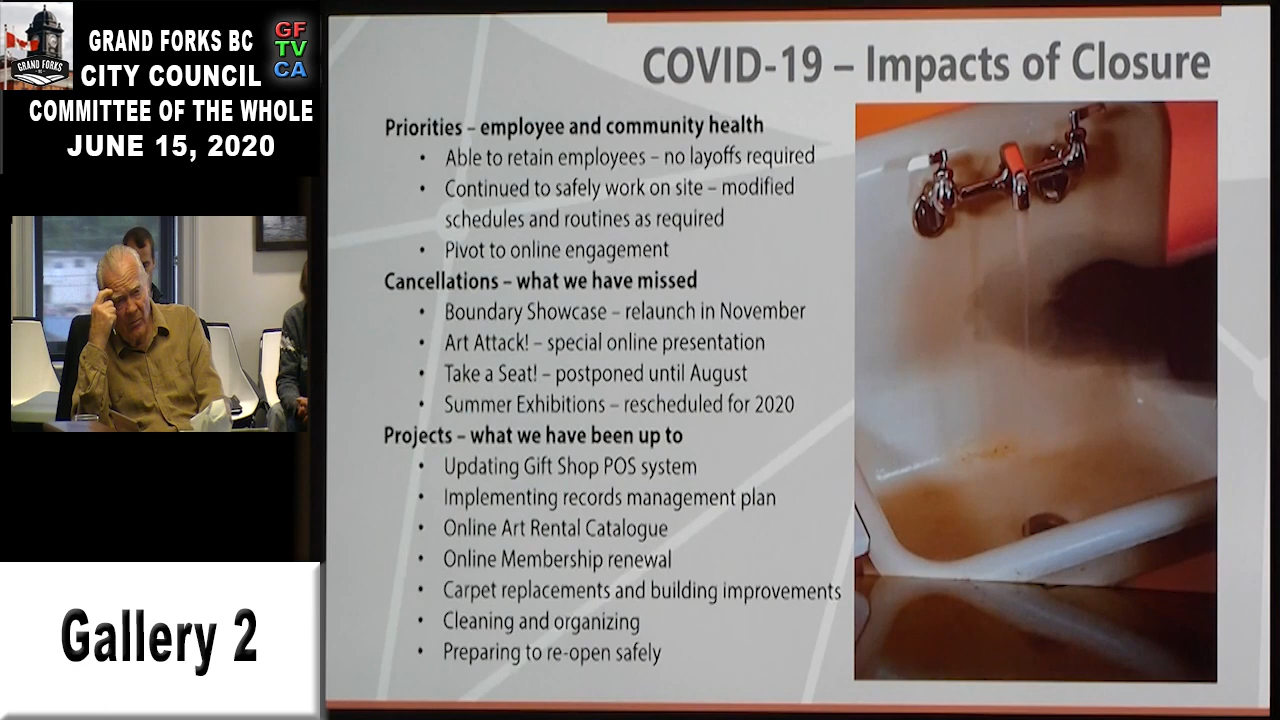 GRAND FORKS BC
CITY COUNCIL
COMMITTEE OF THE WHOLE
JUNE 15, 2020
GF
TV
CA
GRAND FORKS
Gallery 2
COVID-19 – Impacts of Closure
Priorities – employee and community health
• Able to retain employees – no layoffs required
• Continued to safely work on site – modified
schedules and routines as required
• Pivot to online engagement
Cancellations – what we have missed
• Boundary Showcase – relaunch in November
• Art Attack! – special online presentation
• Take a Seat! – postponed until August
• Summer Exhibitions – rescheduled for 2020
Projects – what we have been up to
• Updating Gift Shop POS system
• Implementing records management plan
• Online Art Rental Catalogue
• Online Membership renewal
• Carpet replacements and building improvements
• Cleaning and organizing
• Preparing to re-open safely